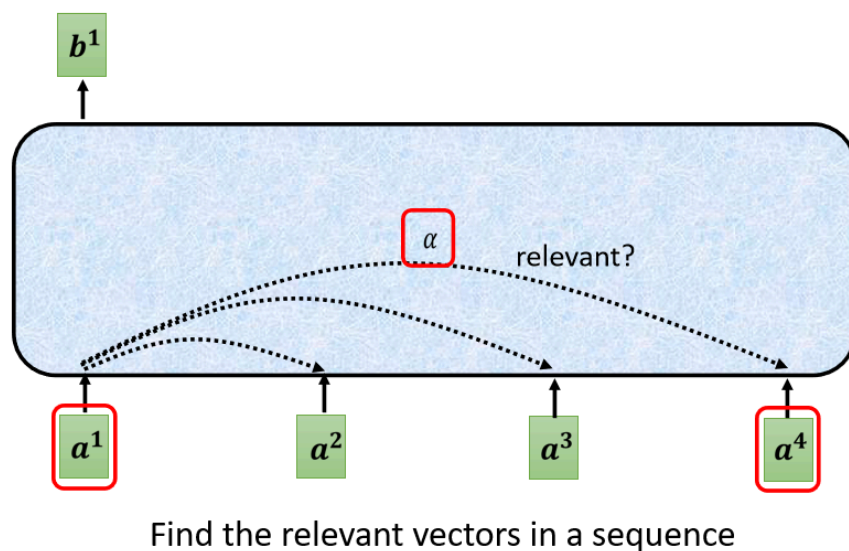 b¹
α
relevant?
a¹ a² a³ a⁴
Find the relevant vectors in a sequence